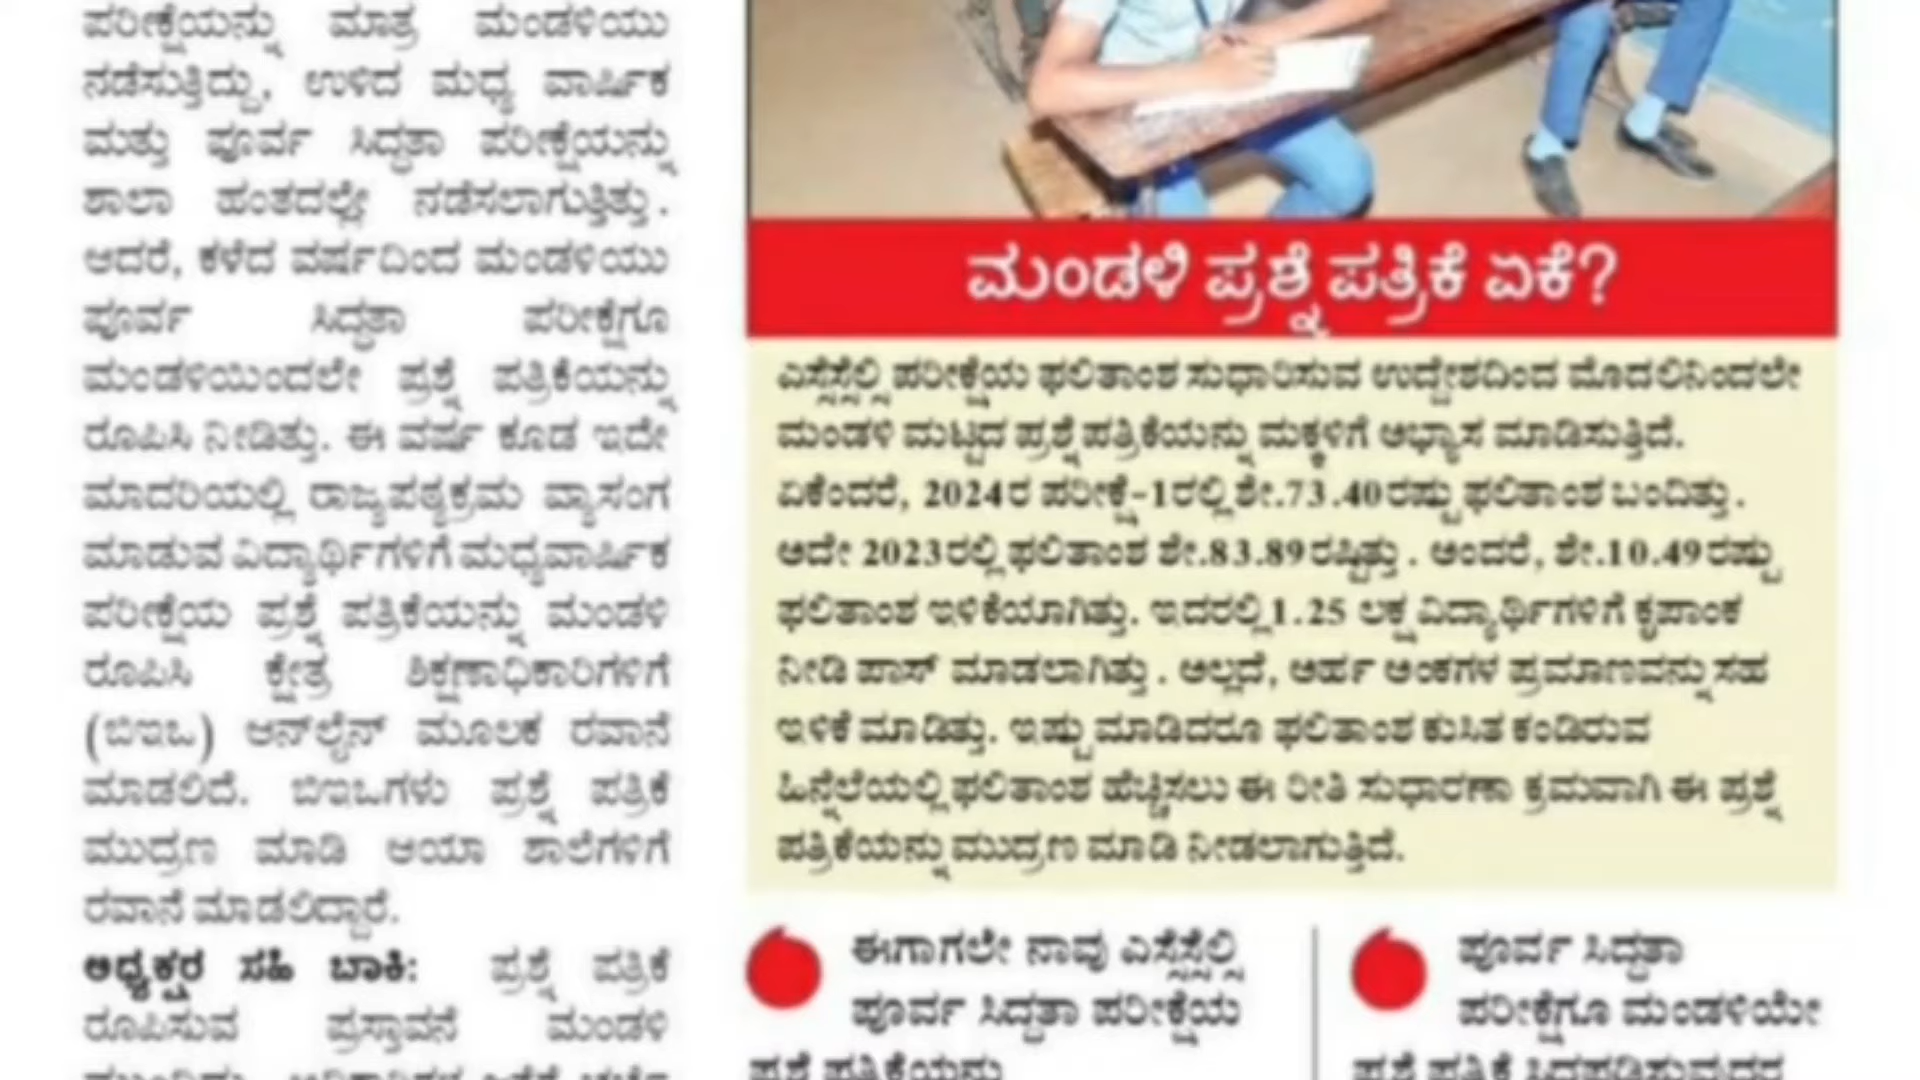 ಪರೀಕ್ಷೆಯನ್ನು ಮಾತ್ರ ಮಂಡಳಿಯು
ನಡೆಸುತ್ತಿದ್ದು, ಉಳಿದ ಮಧ್ಯ ವಾರ್ಷಿಕ
ಮತ್ತು ಪೂರ್ವ ಸಿದ್ಧತಾ ಪರೀಕ್ಷೆಯನ್ನು
ಶಾಲಾ ಹಂತದಲ್ಲೇ ನಡೆಸಲಾಗುತ್ತಿತ್ತು.
ಆದರೆ, ಕಳೆದ ವರ್ಷದಿಂದ ಮಂಡಳಿಯು
ಪೂರ್ವ ಸಿದ್ಧತಾ ಪರೀಕ್ಷೆಗೂ
ಮಂಡಳಿಯಿಂದಲೇ ಪ್ರಶ್ನೆ ಪತ್ರಿಕೆಯನ್ನು
ರೂಪಿಸಿ ನೀಡಿತ್ತು. ಈ ವರ್ಷ ಕೂಡ ಇದೇ
ಮಾದರಿಯಲ್ಲಿ ರಾಜ್ಯಪಠ್ಯಕ್ರಮ ವ್ಯಾಸಂಗ
ಮಾಡುವ ವಿದ್ಯಾರ್ಥಿಗಳಿಗೆ ಮಧ್ಯವಾರ್ಷಿಕ
ಪರೀಕ್ಷೆಯ ಪ್ರಶ್ನೆ ಪತ್ರಿಕೆಯನ್ನು ಮಂಡಳಿ
ರೂಪಿಸಿ ಕ್ಷೇತ್ರ ಶಿಕ್ಷಣಾಧಿಕಾರಿಗಳಿಗೆ
(ಬಿಇಒ) ಆನ್‌ಲೈನ್ ಮೂಲಕ ರವಾನೆ
ಮಾಡಲಿದೆ. ಬಿಇಒಗಳು ಪ್ರಶ್ನೆ ಪತ್ರಿಕೆ
ಮುದ್ರಣ ಮಾಡಿ ಆಯಾ ಶಾಲೆಗಳಿಗೆ
ರವಾನೆ ಮಾಡಲಿದ್ದಾರೆ.
ಅಧ್ಯಕ್ಷರ ಸಹಿ ಬಾಕಿ: ಪ್ರಶ್ನೆ ಪತ್ರಿಕೆ
ರೂಪಿಸುವ ಪ್ರಸ್ತಾವನೆ ಮಂಡಳಿ
ಮಂಡಳಿ ಪ್ರಶ್ನೆ ಪತ್ರಿಕೆ ಏಕೆ?
ಎಸ್ಸೆಸ್ಸೆಲ್ಸಿ ಪರೀಕ್ಷೆಯ ಫಲಿತಾಂಶ ಸುಧಾರಿಸುವ ಉದ್ದೇಶದಿಂದ ಮೊದಲಿನಿಂದಲೇ
ಮಂಡಳಿ ಮಟ್ಟದ ಪ್ರಶ್ನೆ ಪತ್ರಿಕೆಯನ್ನು ಮಕ್ಕಳಿಗೆ ಅಭ್ಯಾಸ ಮಾಡಿಸುತ್ತಿದೆ.
ಏಕೆಂದರೆ, 2024ರ ಪರೀಕ್ಷೆ-1ರಲ್ಲಿ ಶೇ.73.40ರಷ್ಟು ಫಲಿತಾಂಶ ಬಂದಿತ್ತು.
ಅದೇ 2023ರಲ್ಲಿ ಫಲಿತಾಂಶ ಶೇ.83.89ರಷ್ಟಿತ್ತು. ಅಂದರೆ, ಶೇ.10.49ರಷ್ಟು
ಫಲಿತಾಂಶ ಇಳಿಕೆಯಾಗಿತ್ತು. ಇದರಲ್ಲಿ 1.25 ಲಕ್ಷ ವಿದ್ಯಾರ್ಥಿಗಳಿಗೆ ಕೃಪಾಂಕ
ನೀಡಿ ಪಾಸ್ ಮಾಡಲಾಗಿತ್ತು. ಅಲ್ಲದೆ, ಅರ್ಹ ಅಂಕಗಳ ಪ್ರಮಾಣವನ್ನು ಸಹ
ಇಳಿಕೆ ಮಾಡಿತ್ತು. ಇಷ್ಟು ಮಾಡಿದರೂ ಫಲಿತಾಂಶ ಕುಸಿತ ಕಂಡಿರುವ
ಹಿನ್ನೆಲೆಯಲ್ಲಿ ಫಲಿತಾಂಶ ಹೆಚ್ಚಿಸಲು ಈ ರೀತಿ ಸುಧಾರಣಾ ಕ್ರಮವಾಗಿ ಈ ಪ್ರಶ್ನೆ
ಪತ್ರಿಕೆಯನ್ನು ಮುದ್ರಣ ಮಾಡಿ ನೀಡಲಾಗುತ್ತಿದೆ.
ಈಗಾಗಲೇ ನಾವು ಎಸ್ಸೆಸ್ಸೆಲ್ಸಿ
ಪೂರ್ವ ಸಿದ್ಧತಾ ಪರೀಕ್ಷೆಯ
ಪ್ರಶ್ನೆ ಪತ್ರಿಕೆಯನ್ನು
ಪೂರ್ವ ಸಿದ್ಧತಾ
ಪರೀಕ್ಷೆಗೂ ಮಂಡಳಿಯೇ
ಪ್ರಶ್ನೆ ಪತ್ರಿಕೆ ಸಿದ್ಧಪಡಿಸುವುದರ